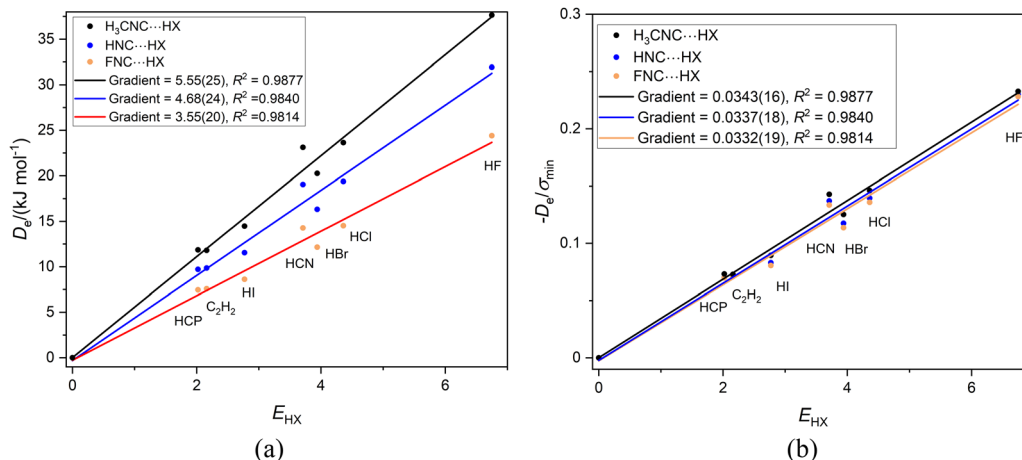 H₃CNC···HX
HNC···HX
FNC···HX
Gradient = 5.55(25), R² = 0.9877
Gradient = 4.68(24), R² = 0.9840
Gradient = 3.55(20), R² = 0.9814
Dₑ/(kJ mol⁻¹)
35
30
25
20
15
10
5
0
HF
HCl
HCN
HBr
HI
C₂H₂
HCP
0
2
4
6
E_HX
(a)
H₃CNC···HX
HNC···HX
FNC···HX
Gradient = 0.0343(16), R² = 0.9877
Gradient = 0.0337(18), R² = 0.9840
Gradient = 0.0332(19), R² = 0.9814
-Dₑ/σ_min
-0.3
0.2
0.1
0
HF
HCl
HCN
HBr
HI
C₂H₂
HCP
0
2
4
6
E_HX
(b)